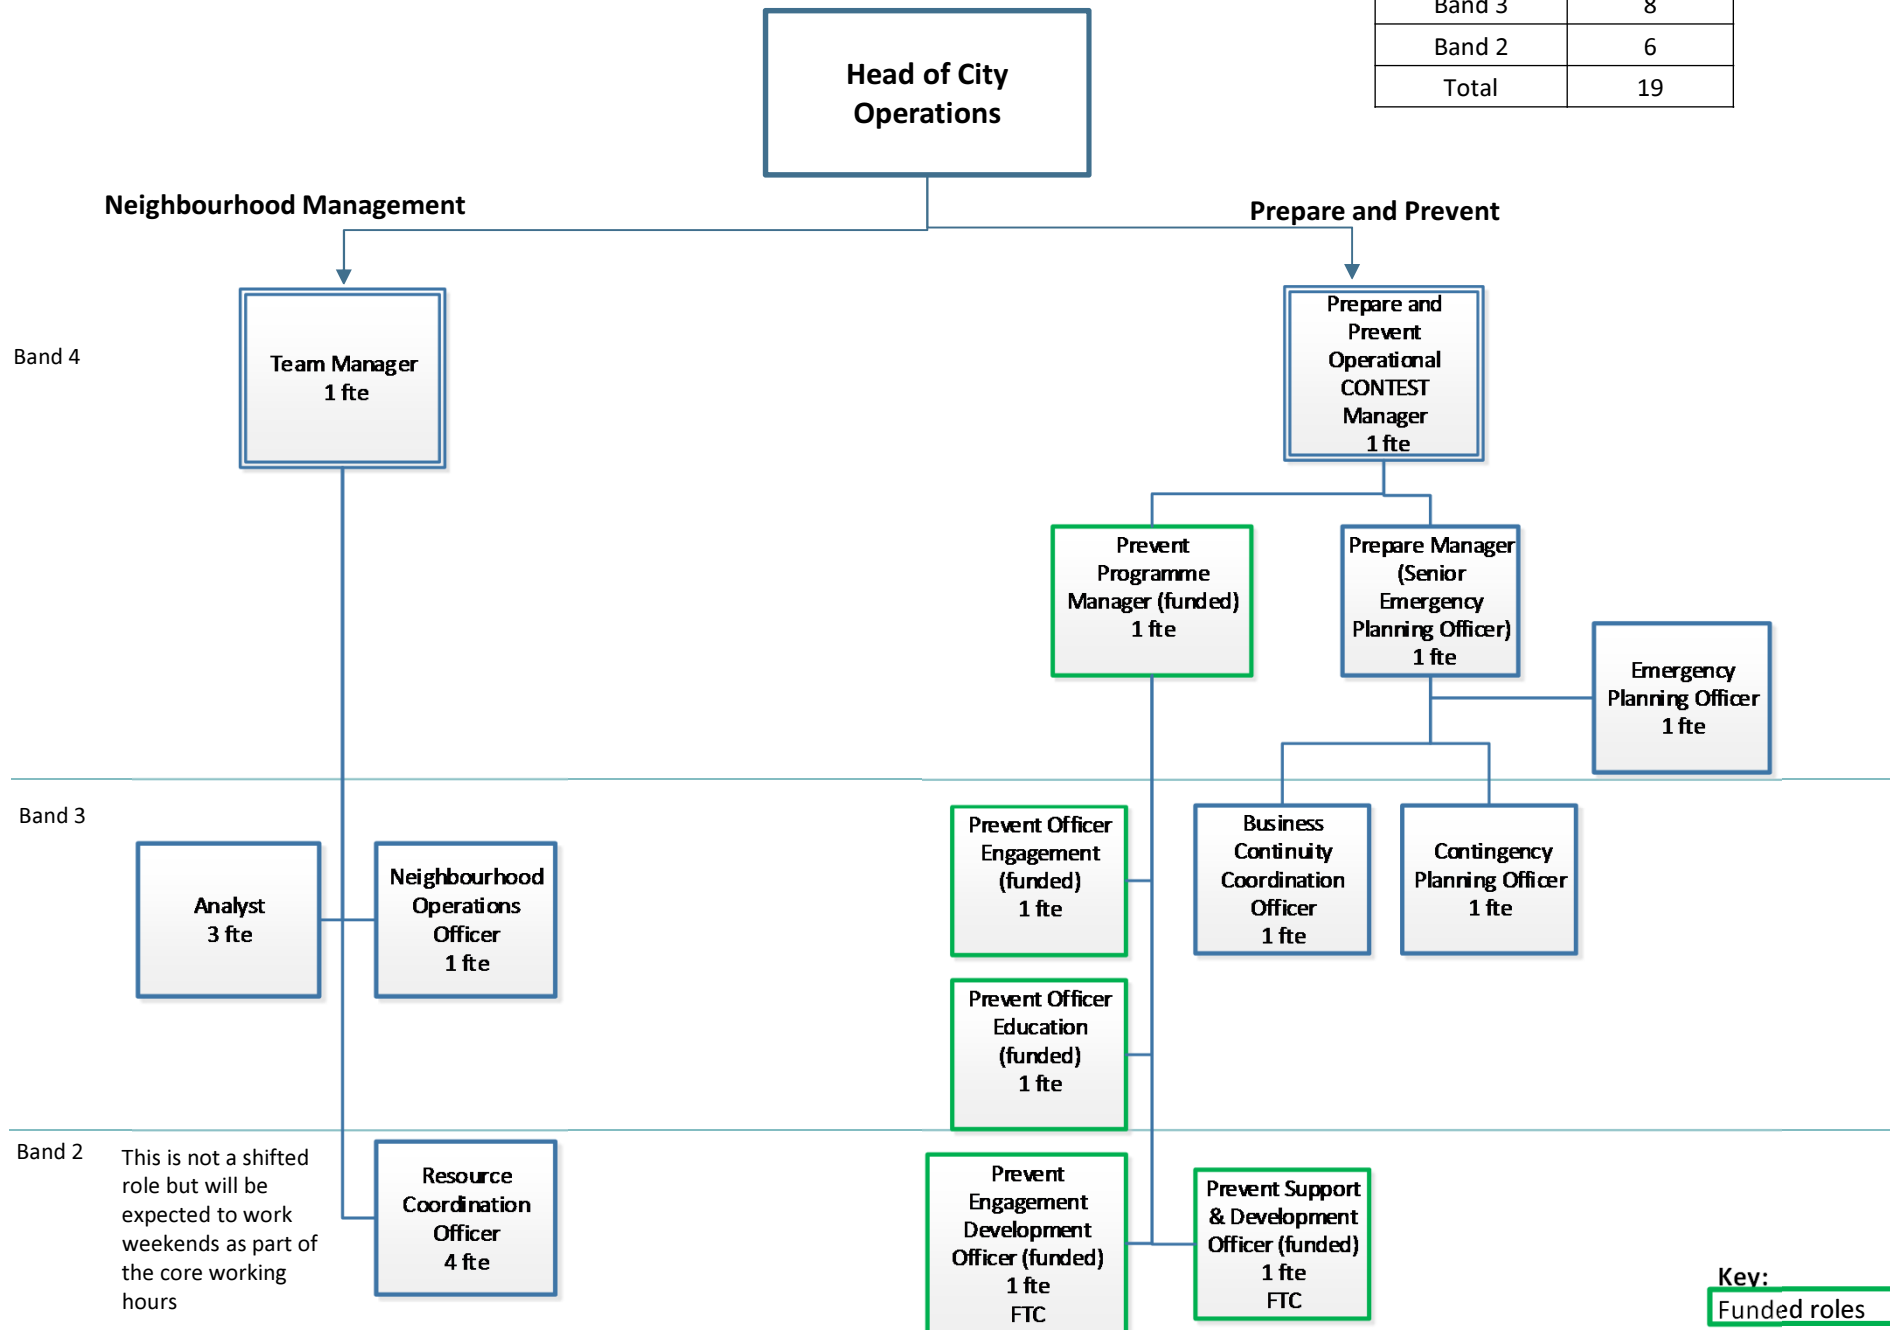 Band 3 8
Band 2 6
Total 19
Head of City
Operations
Neighbourhood Management
Prepare and Prevent
Band 4
Team Manager
1 fte
Prepare and
Prevent
Operational
CONTEST
Manager
1 fte
Prevent
Programme
Manager (funded)
1 fte
Prepare Manager
(Senior
Emergency
Planning Officer)
1 fte
Emergency
Planning Officer
1 fte
Band 3
Analyst
3 fte
Neighbourhood
Operations
Officer
1 fte
Prevent Officer
Engagement
(funded)
1 fte
Business
Continuity
Coordination
Officer
1 fte
Contingency
Planning Officer
1 fte
Prevent Officer
Education
(funded)
1 fte
Band 2
This is not a shifted
role but will be
expected to work
weekends as part of
the core working
hours
Resource
Coordination
Officer
4 fte
Prevent
Engagement
Development
Officer (funded)
1 fte
FTC
Prevent Support
& Development
Officer (funded)
1 fte
FTC
Key:
Funded roles